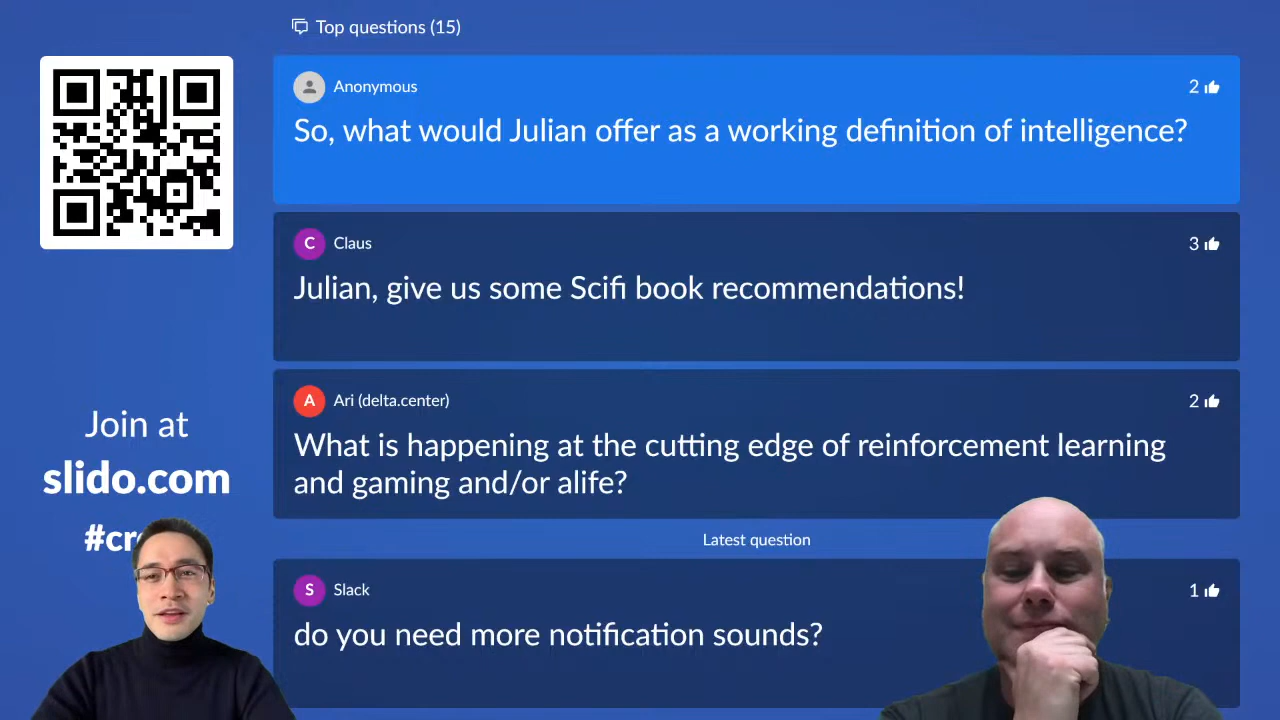 Top questions (15)
Anonymous
2
So, what would Julian offer as a working definition of intelligence?
C
Claus
3
Julian, give us some Scifi book recommendations!
A
Ari (delta.center)
2
What is happening at the cutting edge of reinforcement learning
and gaming and/or alife?
Join at
slido.com
Latest question
S
Slack
1
do you need more notification sounds?